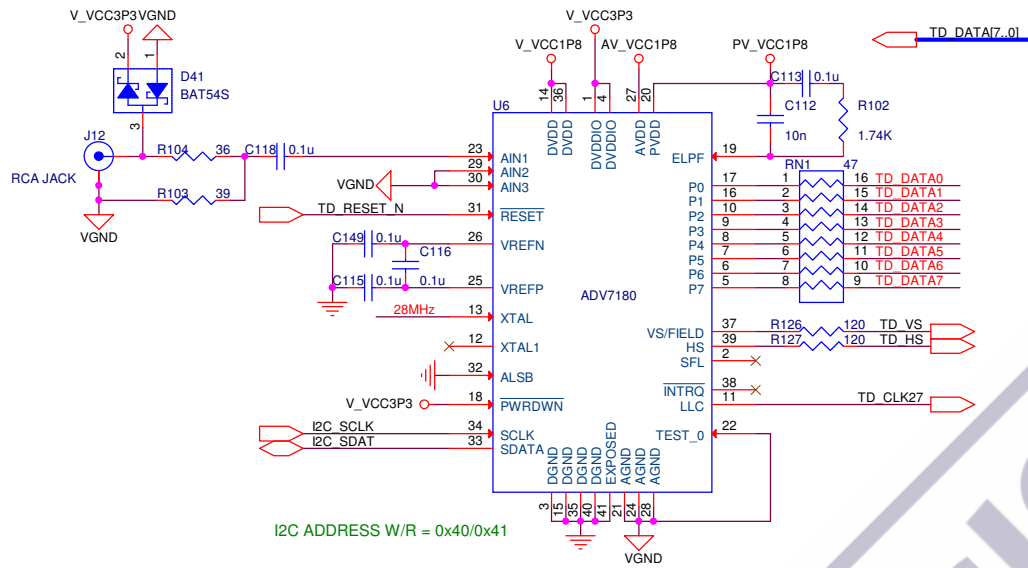 V_VCC3P3
VGND
2
1
D41
BAT54S
3
J12
RCA JACK
VGND
R104
36
R103
39
C118
0.1u
V_VCC3P3
V_VCC1P8
AV_VCC1P8
PV_VCC1P8
TD_DATA[7..0]
C113
0.1u
C112
10n
R102
1.74K
U6
14
36
1
4
27
20
DVDD
DVDD
DVDDIO
DVDDIO
AVDD
PVDD
23
AIN1
29
AIN2
30
AIN3
VGND
TD_RESET_N
31
RESET
C149
0.1u
26
VREFN
C116
0.1u
C115
0.1u
25
VREFP
28MHz
13
XTAL
12
XTAL1
32
ALSB
V_VCC3P3
18
PWRDWN
I2C_SCLK
34
SCLK
I2C_SDAT
33
SDATA
ADV7180
ELPF
19
RN1
47
P0
17
1
16
TD_DATA0
P1
16
2
15
TD_DATA1
P2
10
3
14
TD_DATA2
P3
9
4
13
TD_DATA3
P4
8
5
12
TD_DATA4
P5
7
6
11
TD_DATA5
P6
6
7
10
TD_DATA6
P7
5
8
9
TD_DATA7
VS/FIELD
37
R126
120
TD_VS
HS
39
R127
120
TD_HS
SFL
2
INTRQ
38
LLC
11
TD_CLK27
TEST_0
22
DGND
DGND
DGND
DGND
EXPOSED
AGND
AGND
AGND
3
15
35
40
41
21
24
28
VGND
I2C ADDRESS W/R = 0x40/0x41